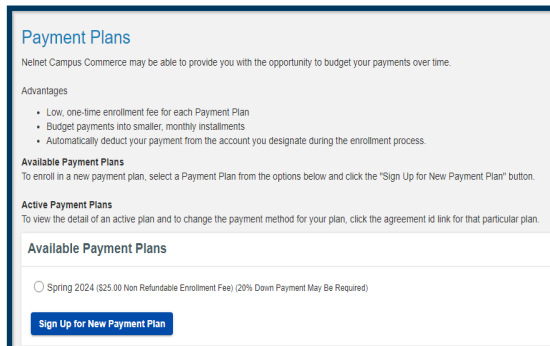 Payment Plans
Nelnet Campus Commerce may be able to provide you with the opportunity to budget your payments over time.
Advantages
• Low, one-time enrollment fee for each Payment Plan
• Budget payments into smaller, monthly installments
• Automatically deduct your payment from the account you designate during the enrollment process.
Available Payment Plans
To enroll in a new payment plan, select a Payment Plan from the options below and click the "Sign Up for New Payment Plan" button.
Active Payment Plans
To view the detail of an active plan and to change the payment method for your plan, click the agreement id link for that particular plan.
Available Payment Plans
Spring 2024 ($25.00 Non Refundable Enrollment Fee) (20% Down Payment May Be Required)
Sign Up for New Payment Plan